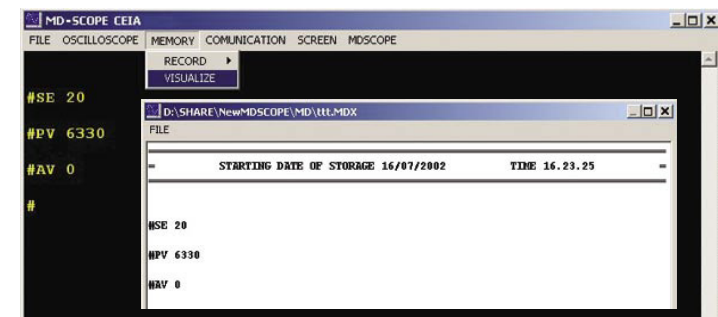 MD-SCOPE CEIA
FILE OSCILLOSCOPE MEMORY COMUNICATION SCREEN MDSCOPE
RECORD
VISUALIZE
#SE 20
#PV 6330
#AV 0
#
D:\SHARE\NewMDSCOPE\MD\ttt.MDX
FILE
= STARTING DATE OF STORAGE 16/07/2002 TIME 16.23.25 =
#SE 20
#PV 6330
#AV 0